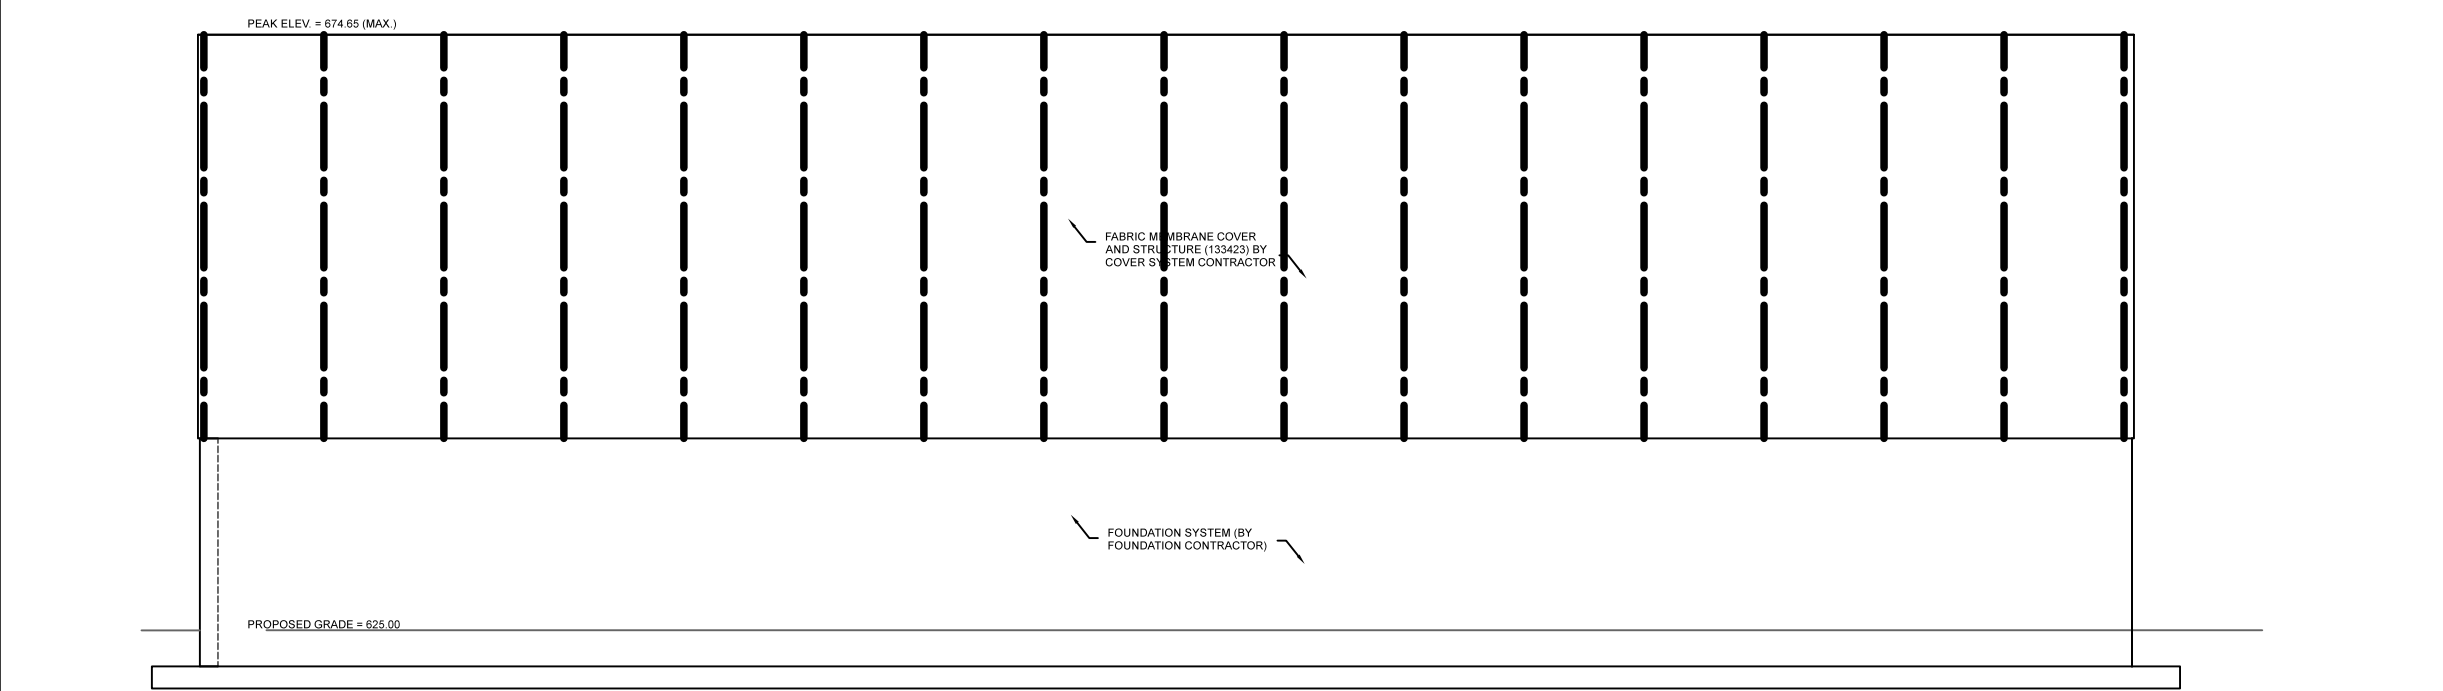 PEAK ELEV. = 674.65 (MAX.)
FABRIC MEMBRANE COVER
AND STRUCTURE (133423) BY
COVER SYSTEM CONTRACTOR
FOUNDATION SYSTEM (BY
FOUNDATION CONTRACTOR)
PROPOSED GRADE = 625.00